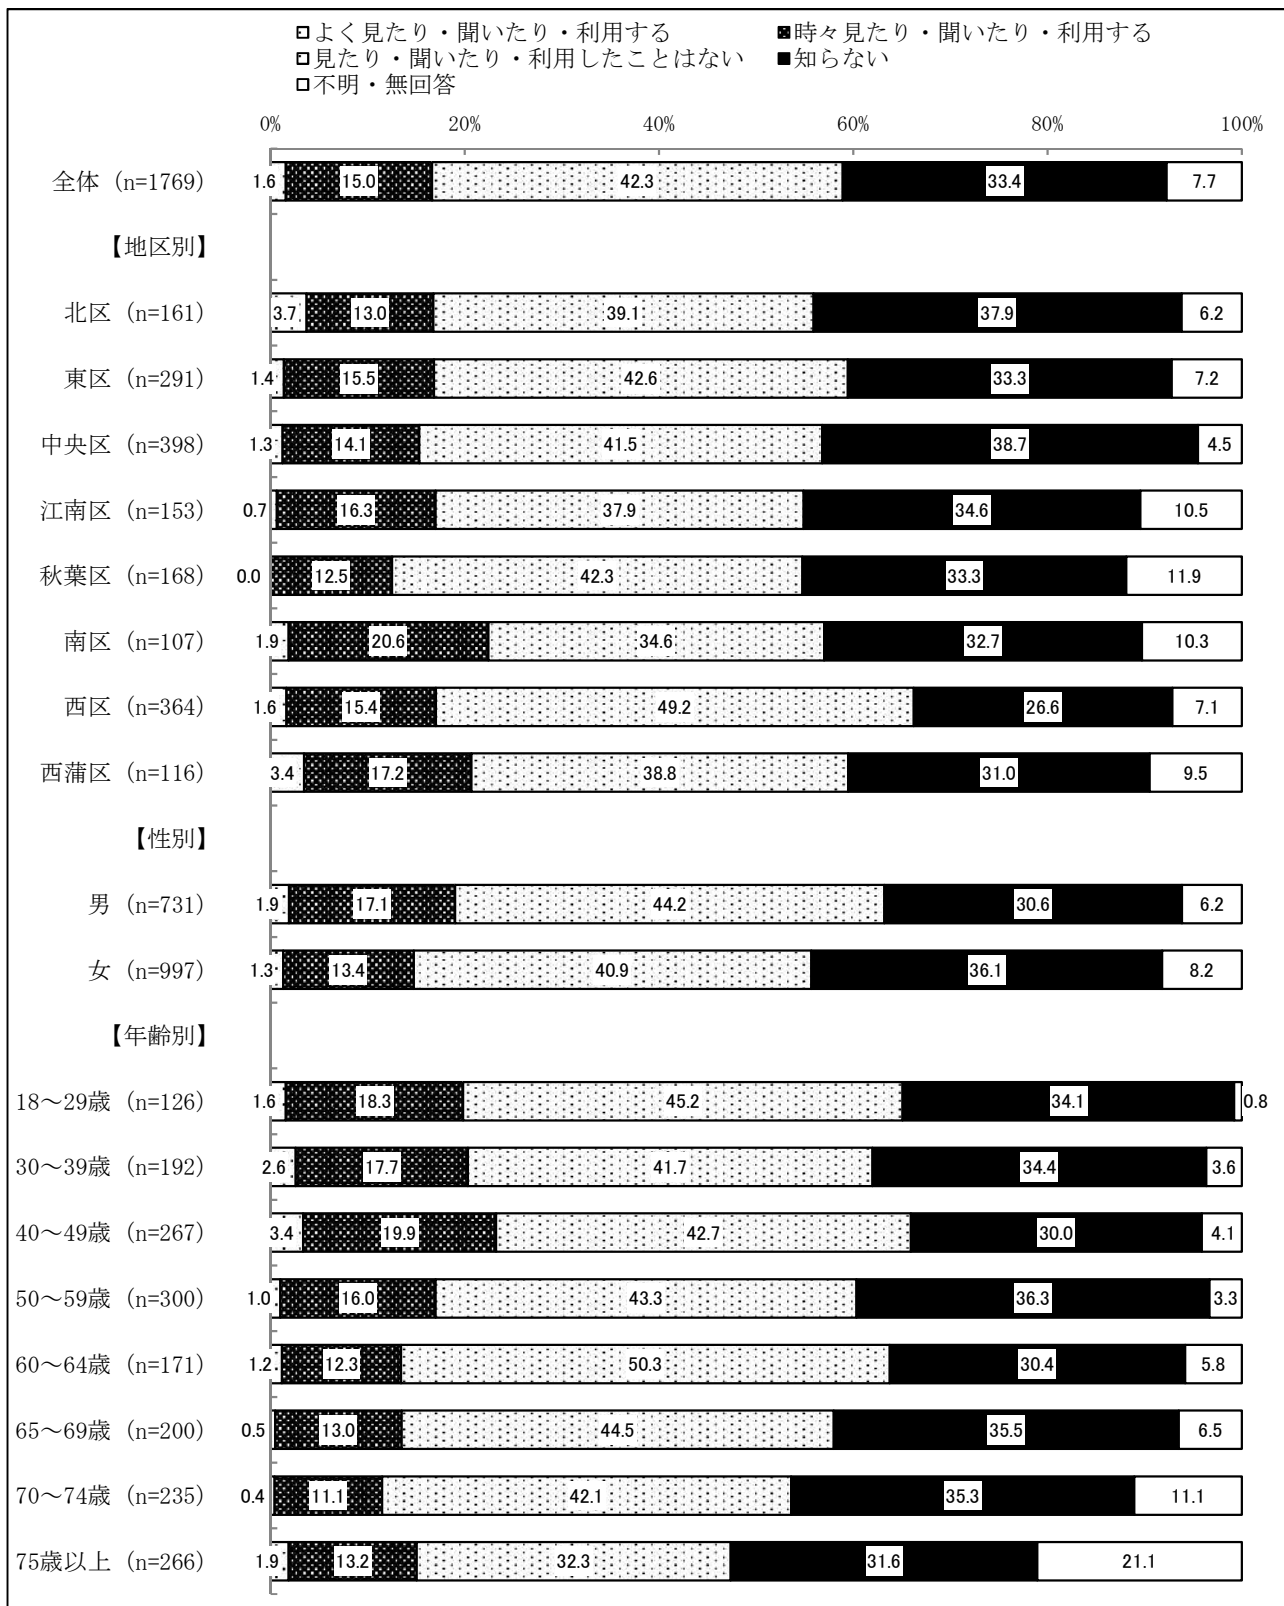 よく見たり・聞いたり・利用する 時々見たり・聞いたり・利用する
見たり・聞いたり・利用したことはない 知らない
不明・無回答
0% 20% 40% 60% 80% 100%
全体 (n=1769) 1.6 15.0 42.3 33.4 7.7
【地区別】
北区 (n=161) 3.7 13.0 39.1 37.9 6.2
東区 (n=291) 1.4 15.5 42.6 33.3 7.2
中央区 (n=398) 1.3 14.1 41.5 38.7 4.5
江南区 (n=153) 0.7 16.3 37.9 34.6 10.5
秋葉区 (n=168) 0.0 12.5 42.3 33.3 11.9
南区 (n=107) 1.9 20.6 34.6 32.7 10.3
西区 (n=364) 1.6 15.4 49.2 26.6 7.1
西蒲区 (n=116) 3.4 17.2 38.8 31.0 9.5
【性別】
男 (n=731) 1.9 17.1 44.2 30.6 6.2
女 (n=997) 1.3 13.4 40.9 36.1 8.2
【年齢別】
18～29歳 (n=126) 1.6 18.3 45.2 34.1 0.8
30～39歳 (n=192) 2.6 17.7 41.7 34.4 3.6
40～49歳 (n=267) 3.4 19.9 42.7 30.0 4.1
50～59歳 (n=300) 1.0 16.0 43.3 36.3 3.3
60～64歳 (n=171) 1.2 12.3 50.3 30.4 5.8
65～69歳 (n=200) 0.5 13.0 44.5 35.5 6.5
70～74歳 (n=235) 0.4 11.1 42.1 35.3 11.1
75歳以上 (n=266) 1.9 13.2 32.3 31.6 21.1